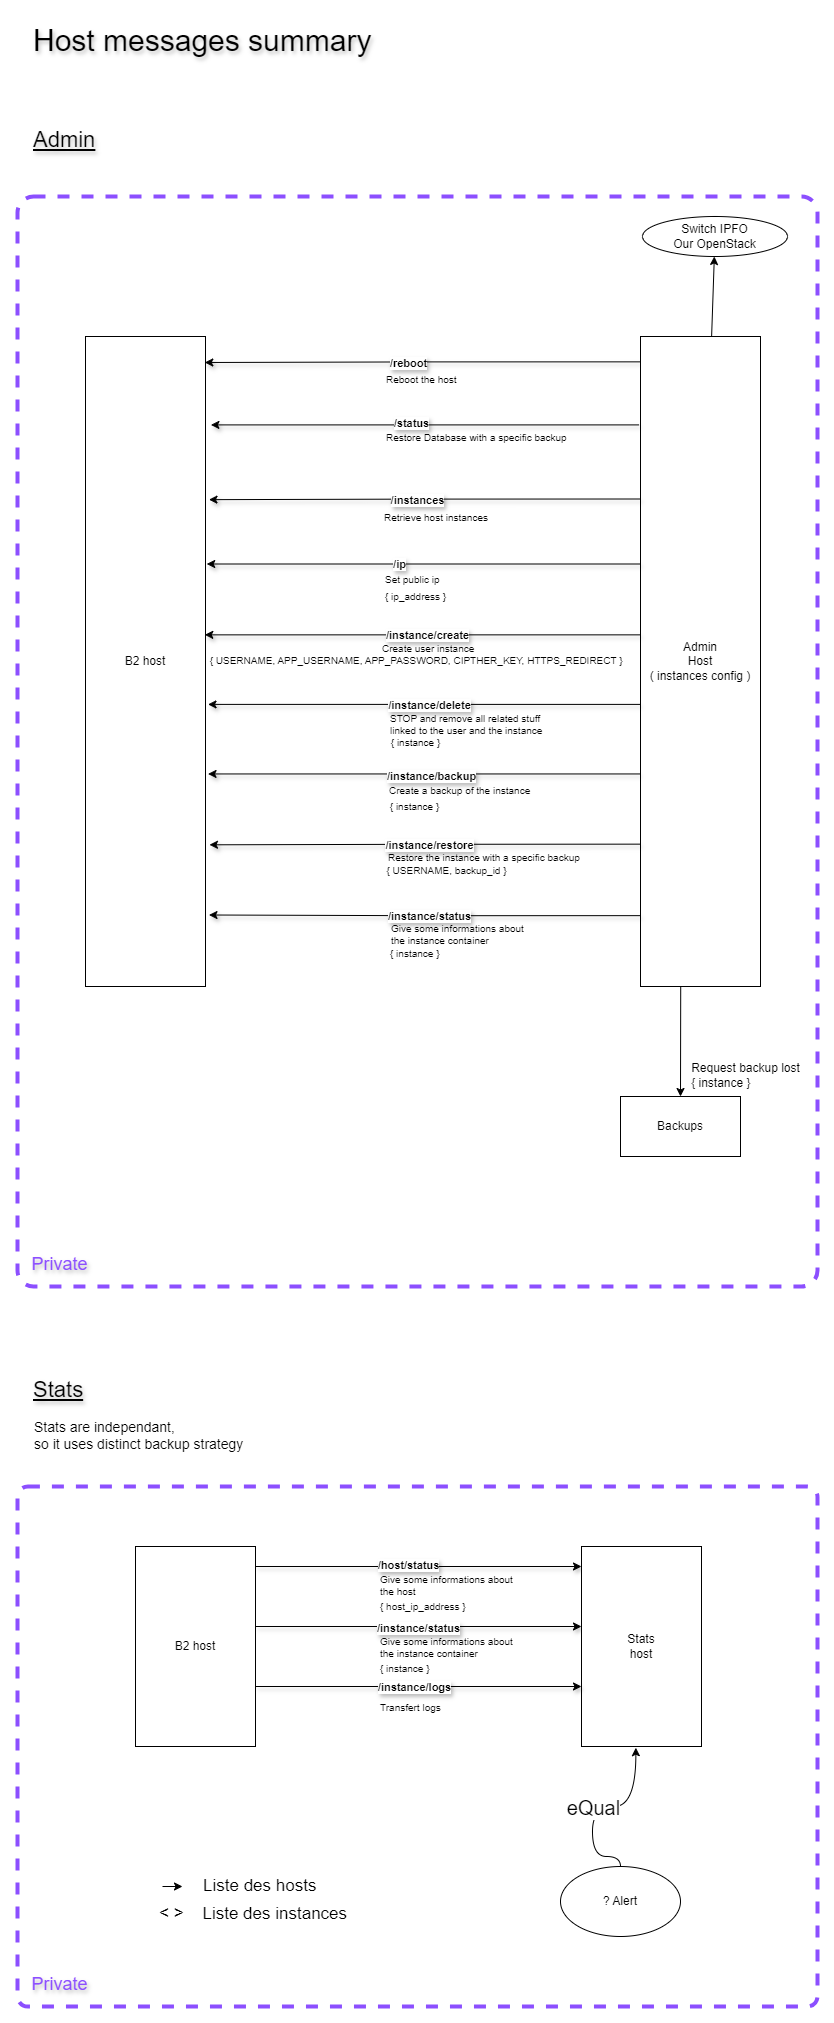 Host messages summary
Admin
Switch IPFO
Our OpenStack
/reboot
Reboot the host
/status
Restore Database with a specific backup
/instances
Retrieve host instances
/ip
Set public ip
{ ip_address }
/instance/create
Create user instance
{ USERNAME, APP_USERNAME, APP_PASSWORD, CIPTHER_KEY, HTTPS_REDIRECT }
B2 host
Admin
Host
( instances config )
/instance/delete
STOP and remove all related stuff
linked to the user and the instance
{ instance }
/instance/backup
Create a backup of the instance
{ instance }
/instance/restore
Restore the instance with a specific backup
{ USERNAME, backup_id }
/instance/status
Give some informations about
the instance container
{ instance }
Request backup lost
{ instance }
Backups
Private
Stats
Stats are independant,
so it uses distinct backup strategy
/host/status
Give some informations about
the host
{ host_ip_address }
/instance/status
Give some informations about
the instance container
{ instance }
B2 host
Stats
host
/instance/logs
Transfert logs
eQual
? Alert
Liste des hosts
< > Liste des instances
Private